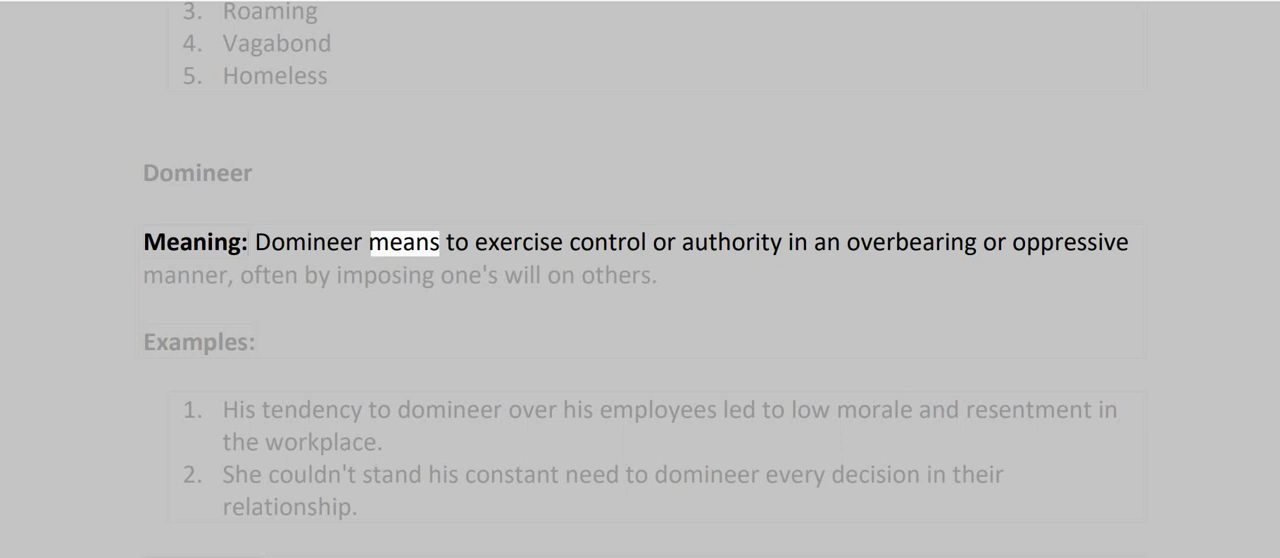 3. Roaming
4. Vagabond
5. Homeless
Domineer
Meaning: Domineer means to exercise control or authority in an overbearing or oppressive
manner, often by imposing one's will on others.
Examples:
1. His tendency to domineer over his employees led to low morale and resentment in
the workplace.
2. She couldn't stand his constant need to domineer every decision in their
relationship.